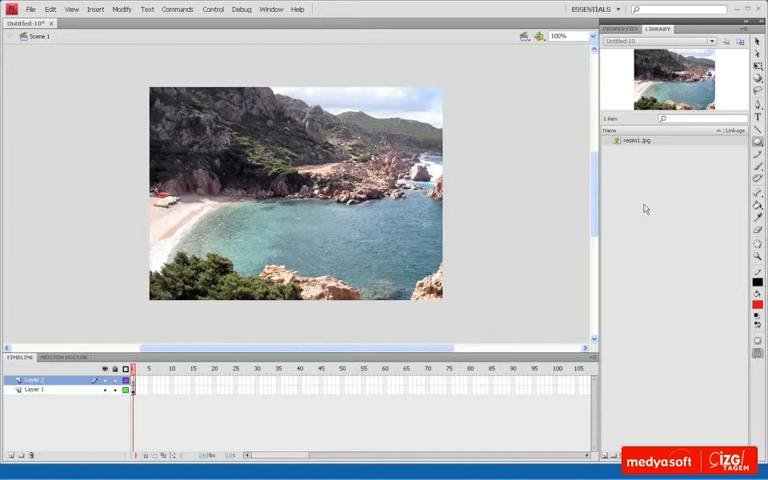 File Edit View Insert Modify Text Commands Control Debug Window Help
ESSENTIALS
Untitled-10*
Scene 1
100%
PROPERTIES LIBRARY
Untitled-10
1 item
Name Linkage
resim1.jpg
TIMELINE MOTION EDITOR
1 5 10 15 20 25 30 35 40 45 50 55 60 65 70 75 80 85 90 95 100 105
Layer 2
Layer 1
medyasoft ÇİZGİ TAGEM